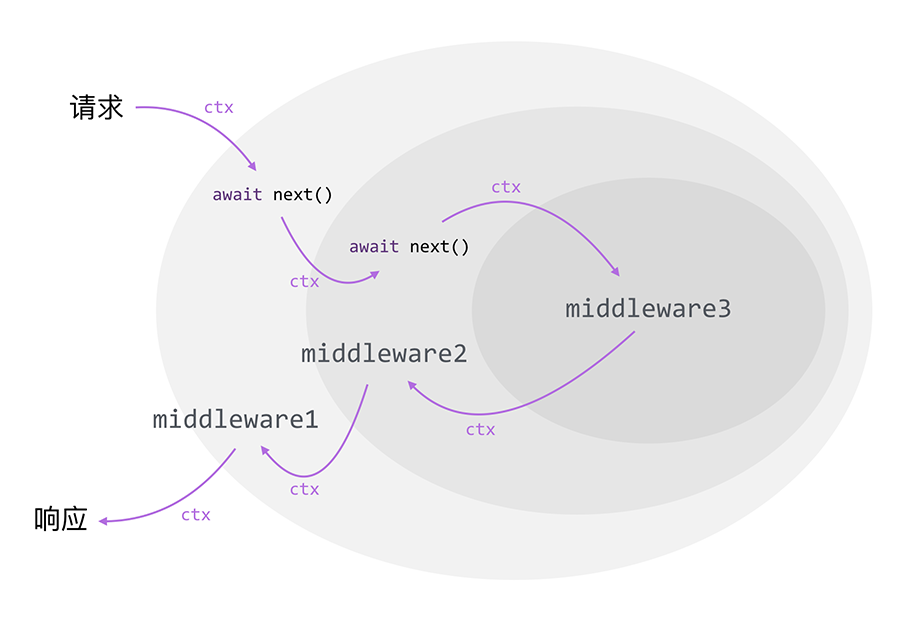 请求
ctx
await next()
ctx
await next()
ctx
middleware3
middleware2
ctx
middleware1
ctx
ctx
响应